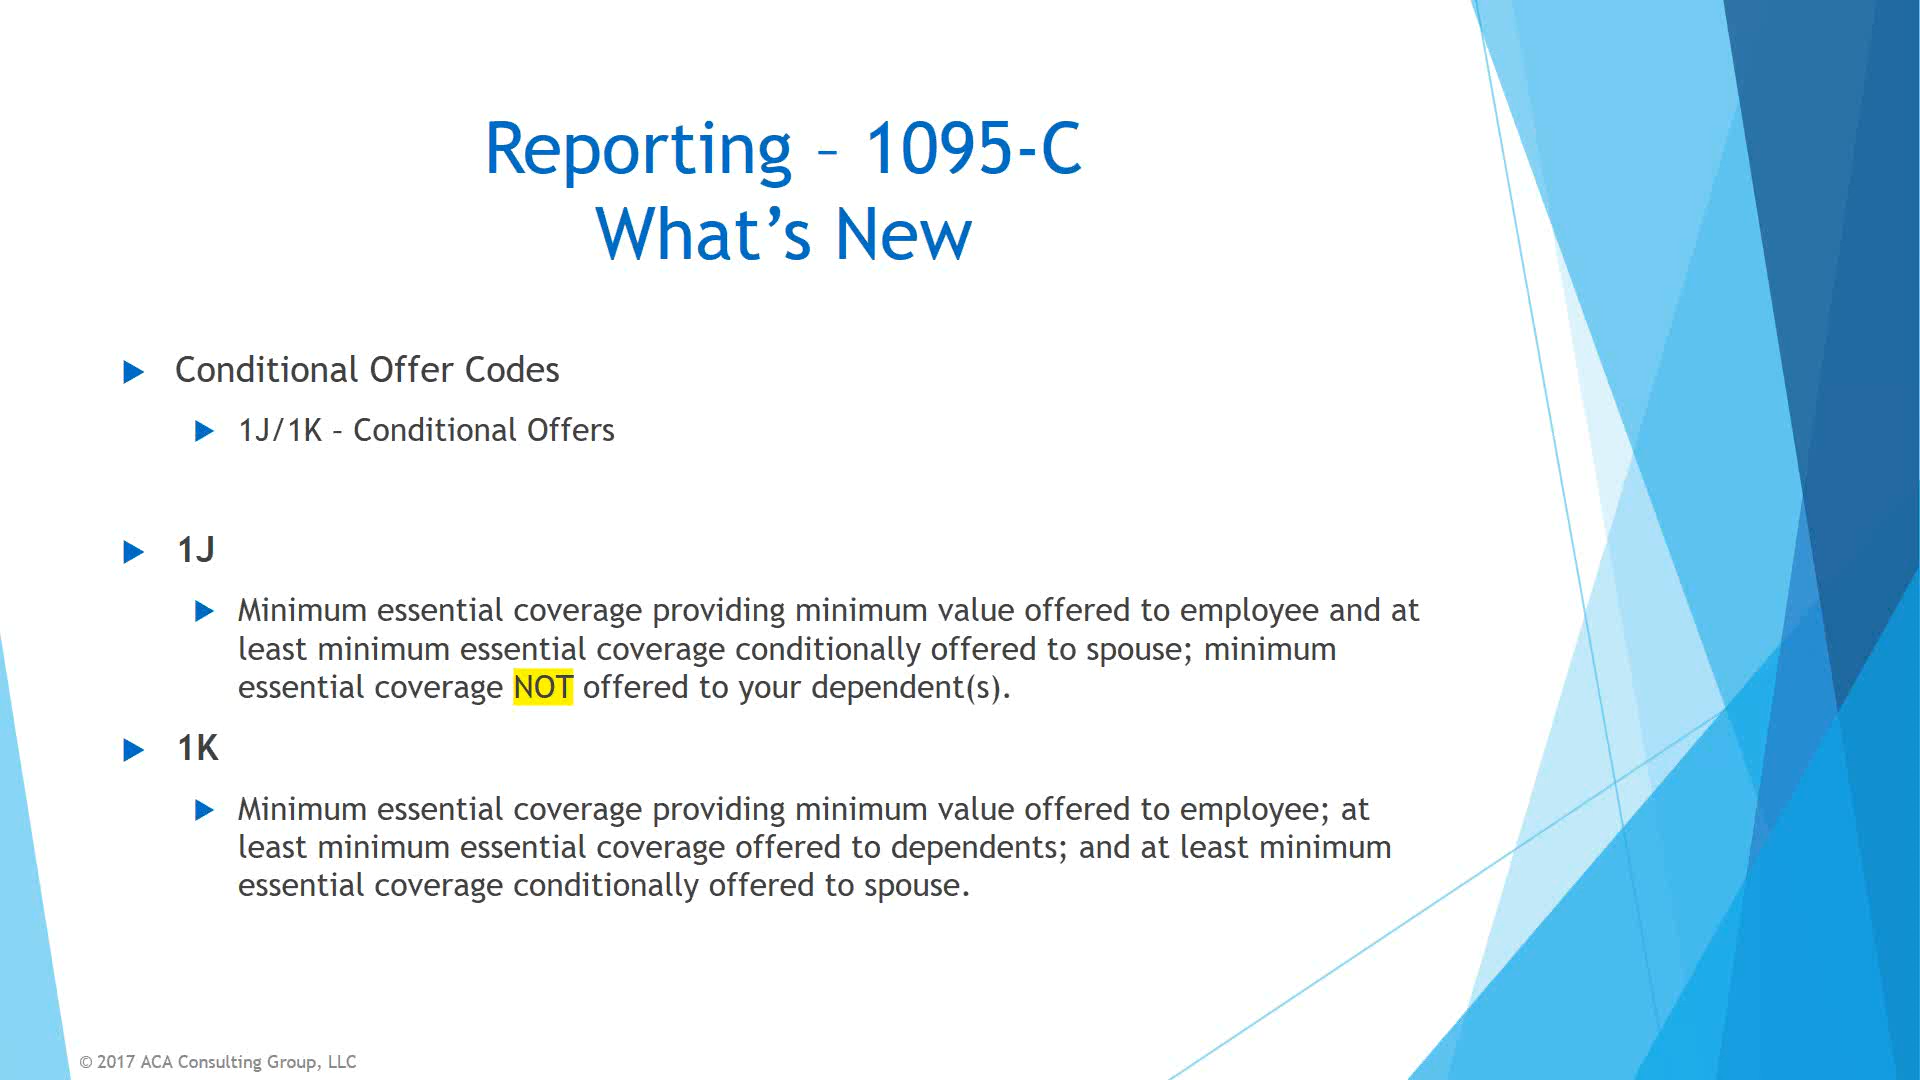 Reporting – 1095-C
What’s New
Conditional Offer Codes
1J/1K – Conditional Offers
1J
Minimum essential coverage providing minimum value offered to employee and at
least minimum essential coverage conditionally offered to spouse; minimum
essential coverage NOT offered to your dependent(s).
1K
Minimum essential coverage providing minimum value offered to employee; at
least minimum essential coverage offered to dependents; and at least minimum
essential coverage conditionally offered to spouse.
© 2017 ACA Consulting Group, LLC